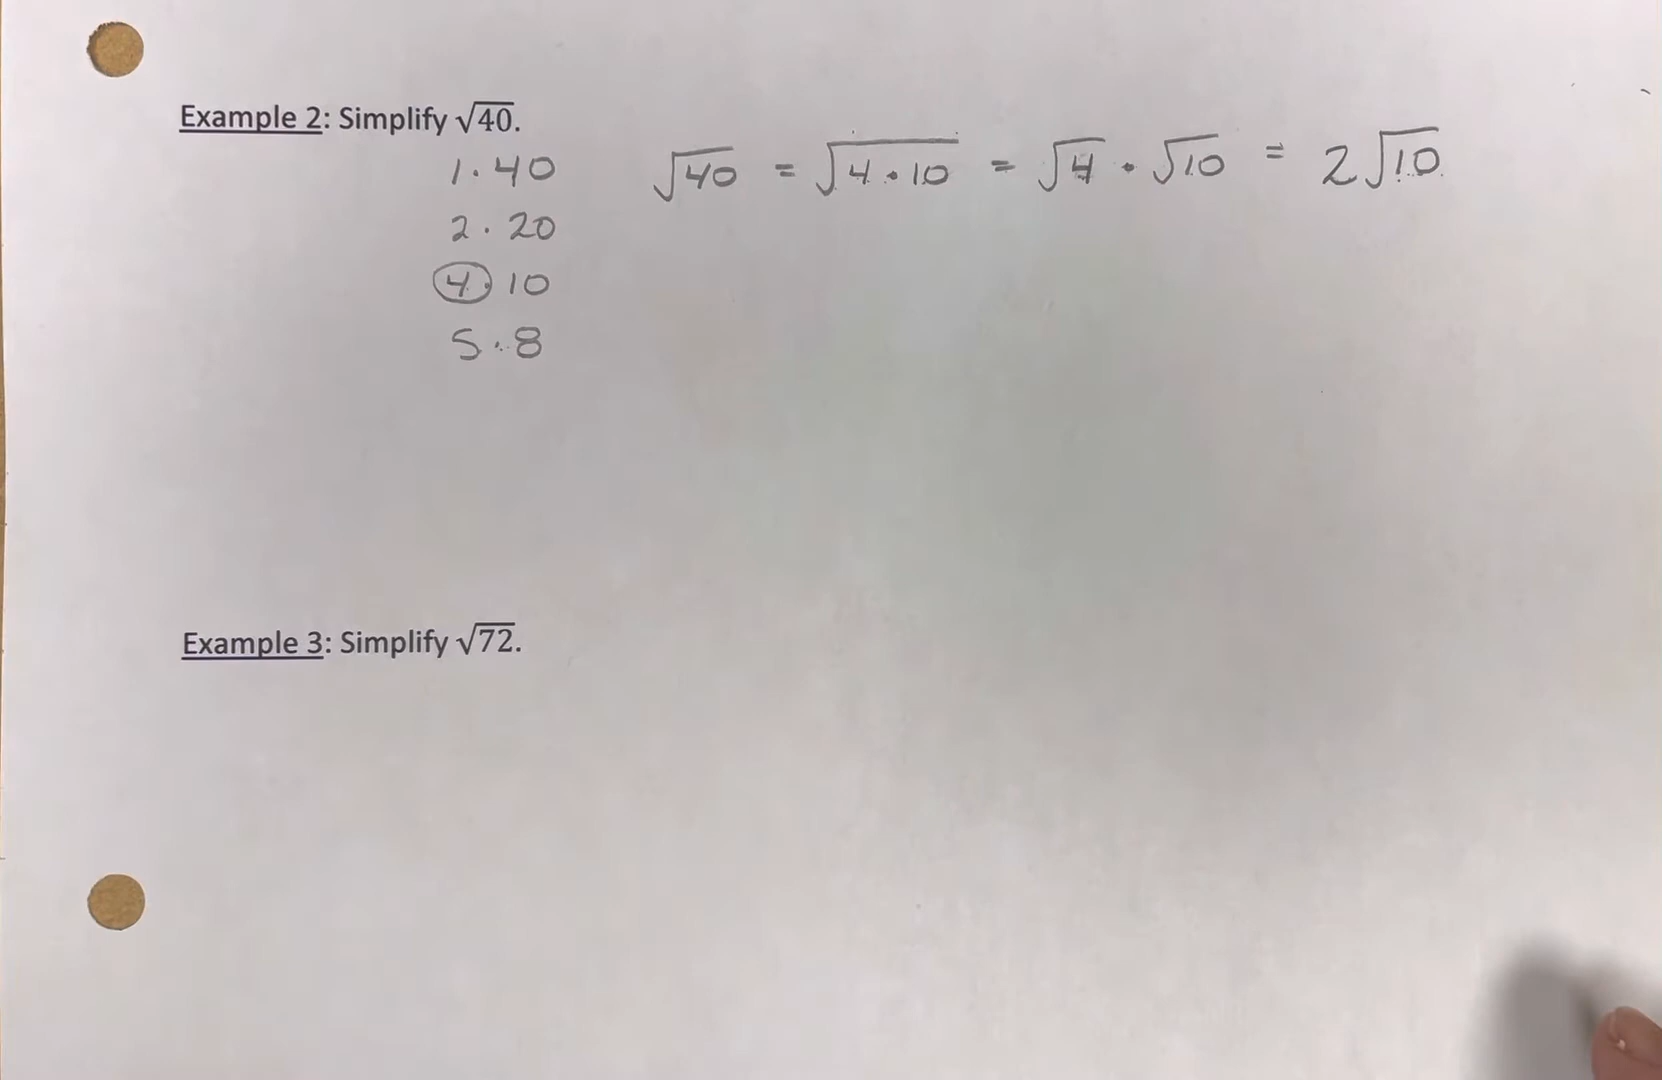 Example 2: Simplify √40.
1 · 40
√40 = √4 · 10 = √4 · √10 = 2√10
2 · 20
4 · 10
5 · 8
Example 3: Simplify √72.